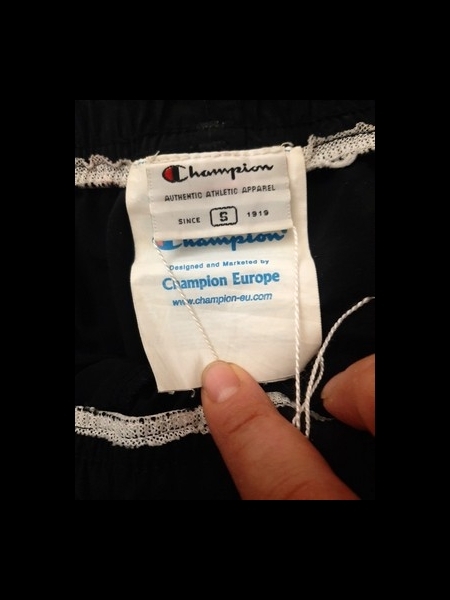 Champion
AUTHENTIC ATHLETIC APPAREL
SINCE S 1919
Champion
Designed and Marketed by
Champion Europe
www.champion-eu.com